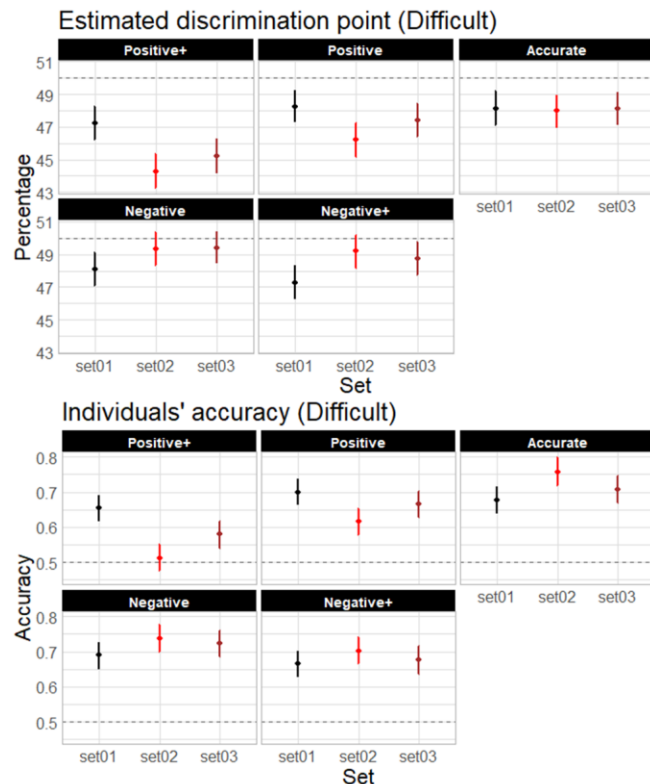 Estimated discrimination point (Difficult)
Positive+ Positive Accurate
51
49
47
45
43
set01 set02 set03
Negative Negative+
51
49
47
45
43
Percentage
set01 set02 set03 set01 set02 set03
Set
Individuals' accuracy (Difficult)
Positive+ Positive Accurate
0.8
0.7
0.6
0.5
set01 set02 set03
Negative Negative+
0.8
0.7
0.6
0.5
Accuracy
set01 set02 set03 set01 set02 set03
Set